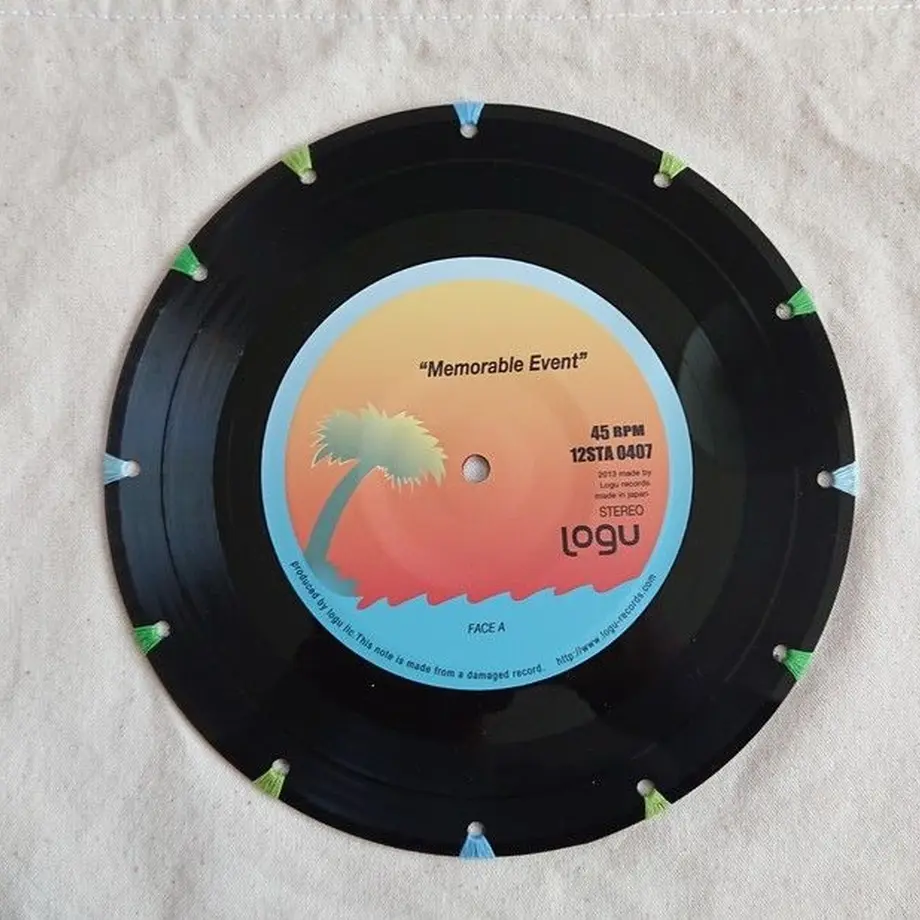 “Memorable Event”
45 RPM
12STA 0407
2013 made by
Logu records
made in japan
STEREO
logu
FACE A
produced by logu llc. This note is made from a damaged record. http://www.logu-records.com